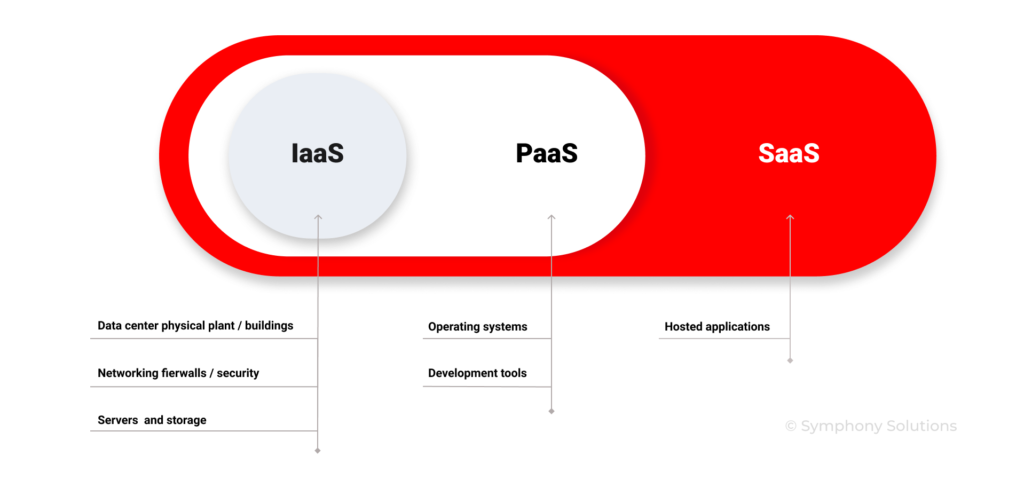 IaaS
PaaS
SaaS
Data center physical plant / buildings
Networking fierwalls / security
Servers and storage
Operating systems
Development tools
Hosted applications
© Symphony Solutions